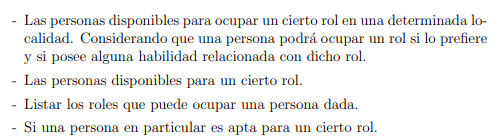 - Las personas disponibles para ocupar un cierto rol en una determinada lo-
calidad. Considerando que una persona podrá ocupar un rol si lo prefiere
y si posee alguna habilidad relacionada con dicho rol.
- Las personas disponibles para un cierto rol.
- Listar los roles que puede ocupar una persona dada.
- Si una persona en particular es apta para un cierto rol.